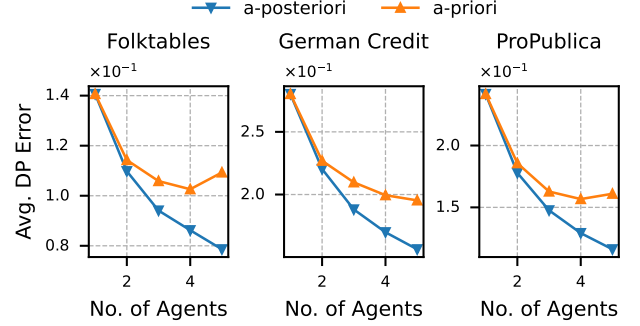 a-posteriori a-priori
Folktables German Credit ProPublica
×10⁻¹ ×10⁻¹ ×10⁻¹
Avg. DP Error
1.4
1.2
1.0
0.8
2.5
2.0
2.0
1.5
2 4 2 4 2 4
No. of Agents No. of Agents No. of Agents